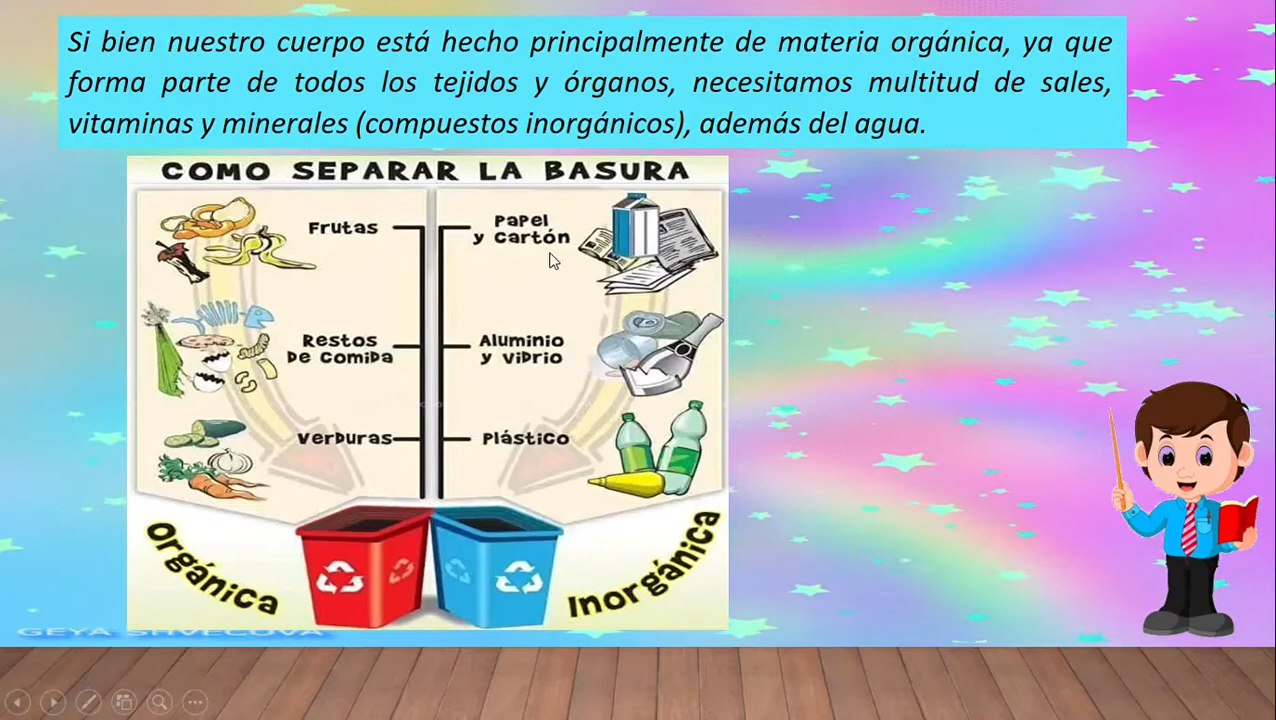 Si bien nuestro cuerpo está hecho principalmente de materia orgánica, ya que
forma parte de todos los tejidos y órganos, necesitamos multitud de sales,
vitaminas y minerales (compuestos inorgánicos), además del agua.
COMO SEPARAR LA BASURA
Frutas
Restos
de comida
Verduras
Papel
y cartón
Aluminio
y vidrio
Plástico
Orgánica
Inorgánica
GEYA SHVECOVA